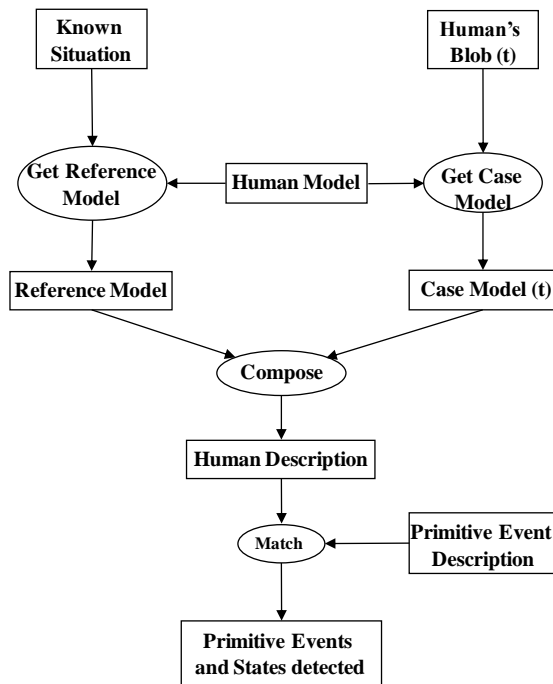 Known
Situation
Human's
Blob (t)
Get Reference
Model
Human Model
Get Case
Model
Reference Model
Case Model (t)
Compose
Human Description
Match
Primitive Event
Description
Primitive Events
and States detected